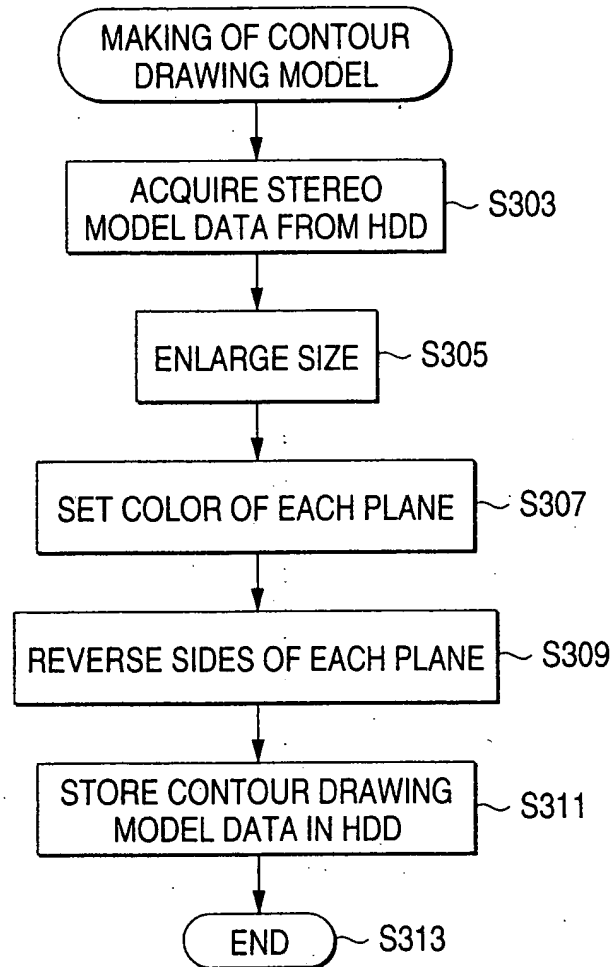 MAKING OF CONTOUR
DRAWING MODEL
ACQUIRE STEREO
MODEL DATA FROM HDD
S303
ENLARGE SIZE
S305
SET COLOR OF EACH PLANE
S307
REVERSE SIDES OF EACH PLANE
S309
STORE CONTOUR DRAWING
MODEL DATA IN HDD
S311
END
S313